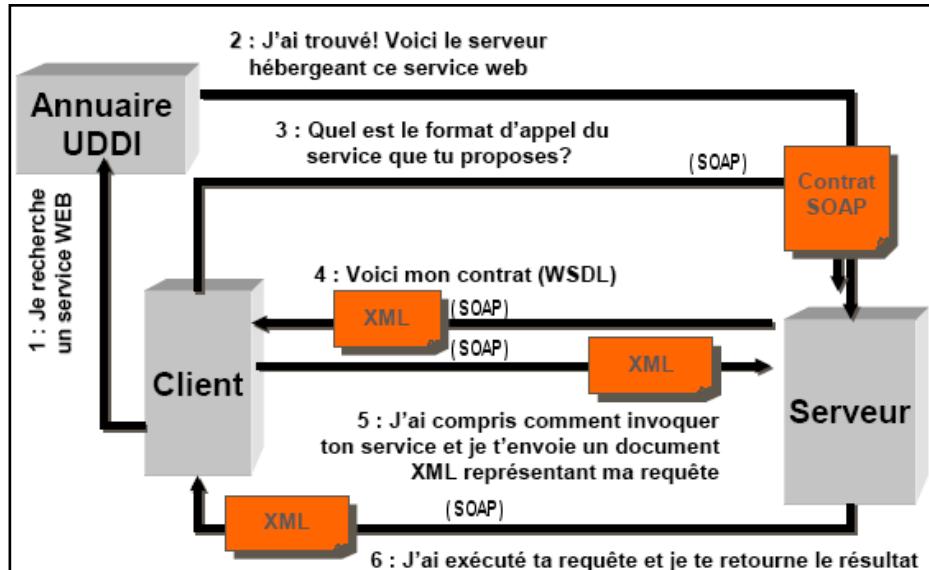 2 : J'ai trouvé! Voici le serveur
hébergeant ce service web
Annuaire
UDDI
3 : Quel est le format d'appel du
service que tu proposes?
(SOAP)
Contrat
SOAP
1 : Je recherche
un service WEB
4 : Voici mon contrat (WSDL)
XML
(SOAP)
(SOAP)
XML
Client
Serveur
5 : J'ai compris comment invoquer
ton service et je t'envoie un document
XML représentant ma requête
XML
(SOAP)
6 : J'ai exécuté ta requête et je te retourne le résultat